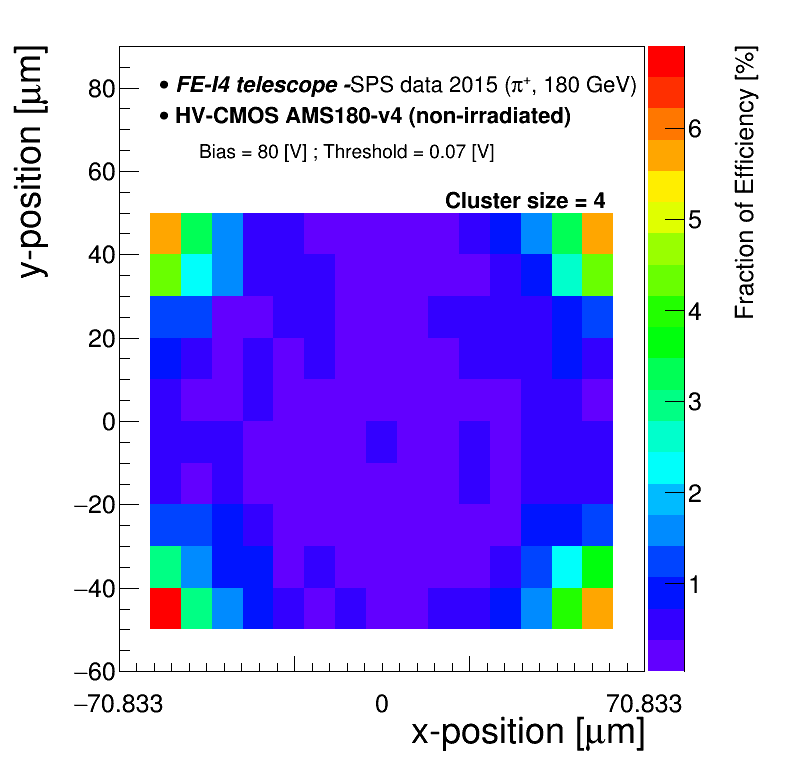 • FE-I4 telescope -SPS data 2015 (π⁺, 180 GeV)
• HV-CMOS AMS180-v4 (non-irradiated)
Bias = 80 [V] ; Threshold = 0.07 [V]
Cluster size = 4
y-position [μm]
80
60
40
20
0
−20
−40
−60
−70.833
0
70.833
x-position [μm]
Fraction of Efficiency [%]
6
5
4
3
2
1